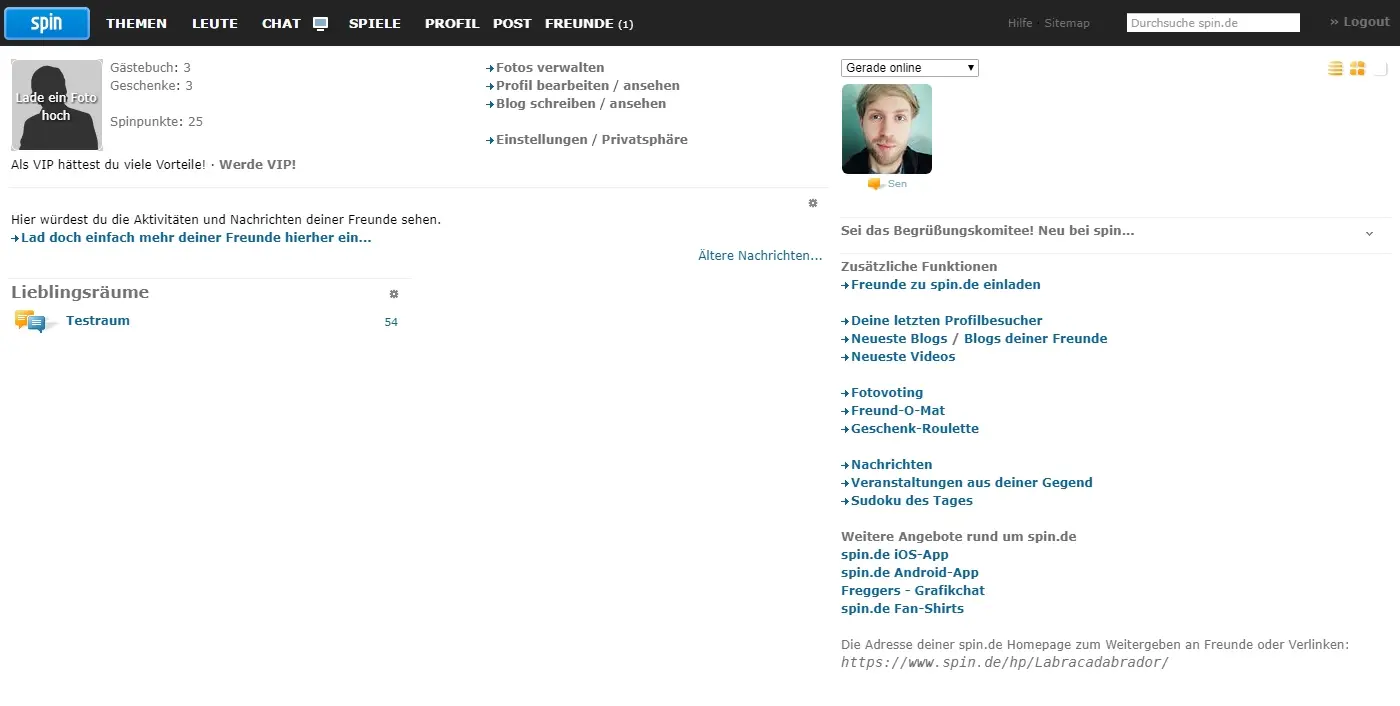 spin THEMEN LEUTE CHAT SPIELE PROFIL POST FREUNDE (1) Hilfe · Sitemap Durchsuche spin.de » Logout
Lade ein Foto
hoch
Gästebuch: 3
Geschenke: 3
Spinpunkte: 25
Als VIP hättest du viele Vorteile! · Werde VIP!
Fotos verwalten
Profil bearbeiten / ansehen
Blog schreiben / ansehen
Einstellungen / Privatsphäre
Hier würdest du die Aktivitäten und Nachrichten deiner Freunde sehen.
Lad doch einfach mehr deiner Freunde hierher ein...
Ältere Nachrichten...
Lieblingsräume
Testraum 54
Gerade online
Sen
Sei das Begrüßungskomitee! Neu bei spin...
Zusätzliche Funktionen
Freunde zu spin.de einladen
Deine letzten Profilbesucher
Neueste Blogs / Blogs deiner Freunde
Neueste Videos
Fotovoting
Freund-O-Mat
Geschenk-Roulette
Nachrichten
Veranstaltungen aus deiner Gegend
Sudoku des Tages
Weitere Angebote rund um spin.de
spin.de iOS-App
spin.de Android-App
Freggers - Grafikchat
spin.de Fan-Shirts
Die Adresse deiner spin.de Homepage zum Weitergeben an Freunde oder Verlinken:
https://www.spin.de/hp/Labracadabrador/